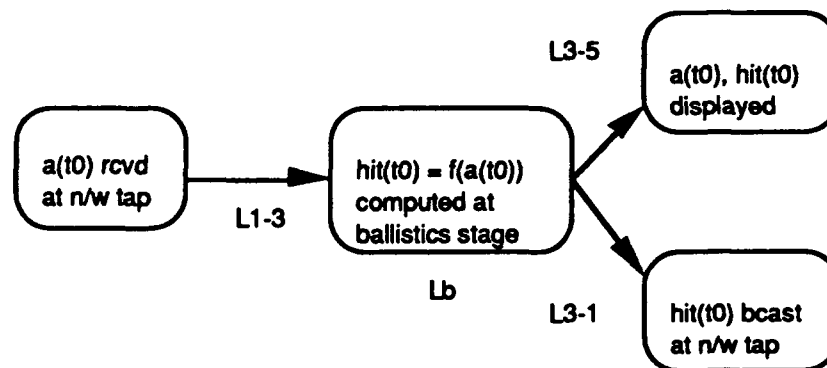 a(t0) rcvd
at n/w tap
L1-3
hit(t0) = f(a(t0))
computed at
ballistics stage
Lb
L3-5
a(t0), hit(t0)
displayed
L3-1
hit(t0) bcast
at n/w tap